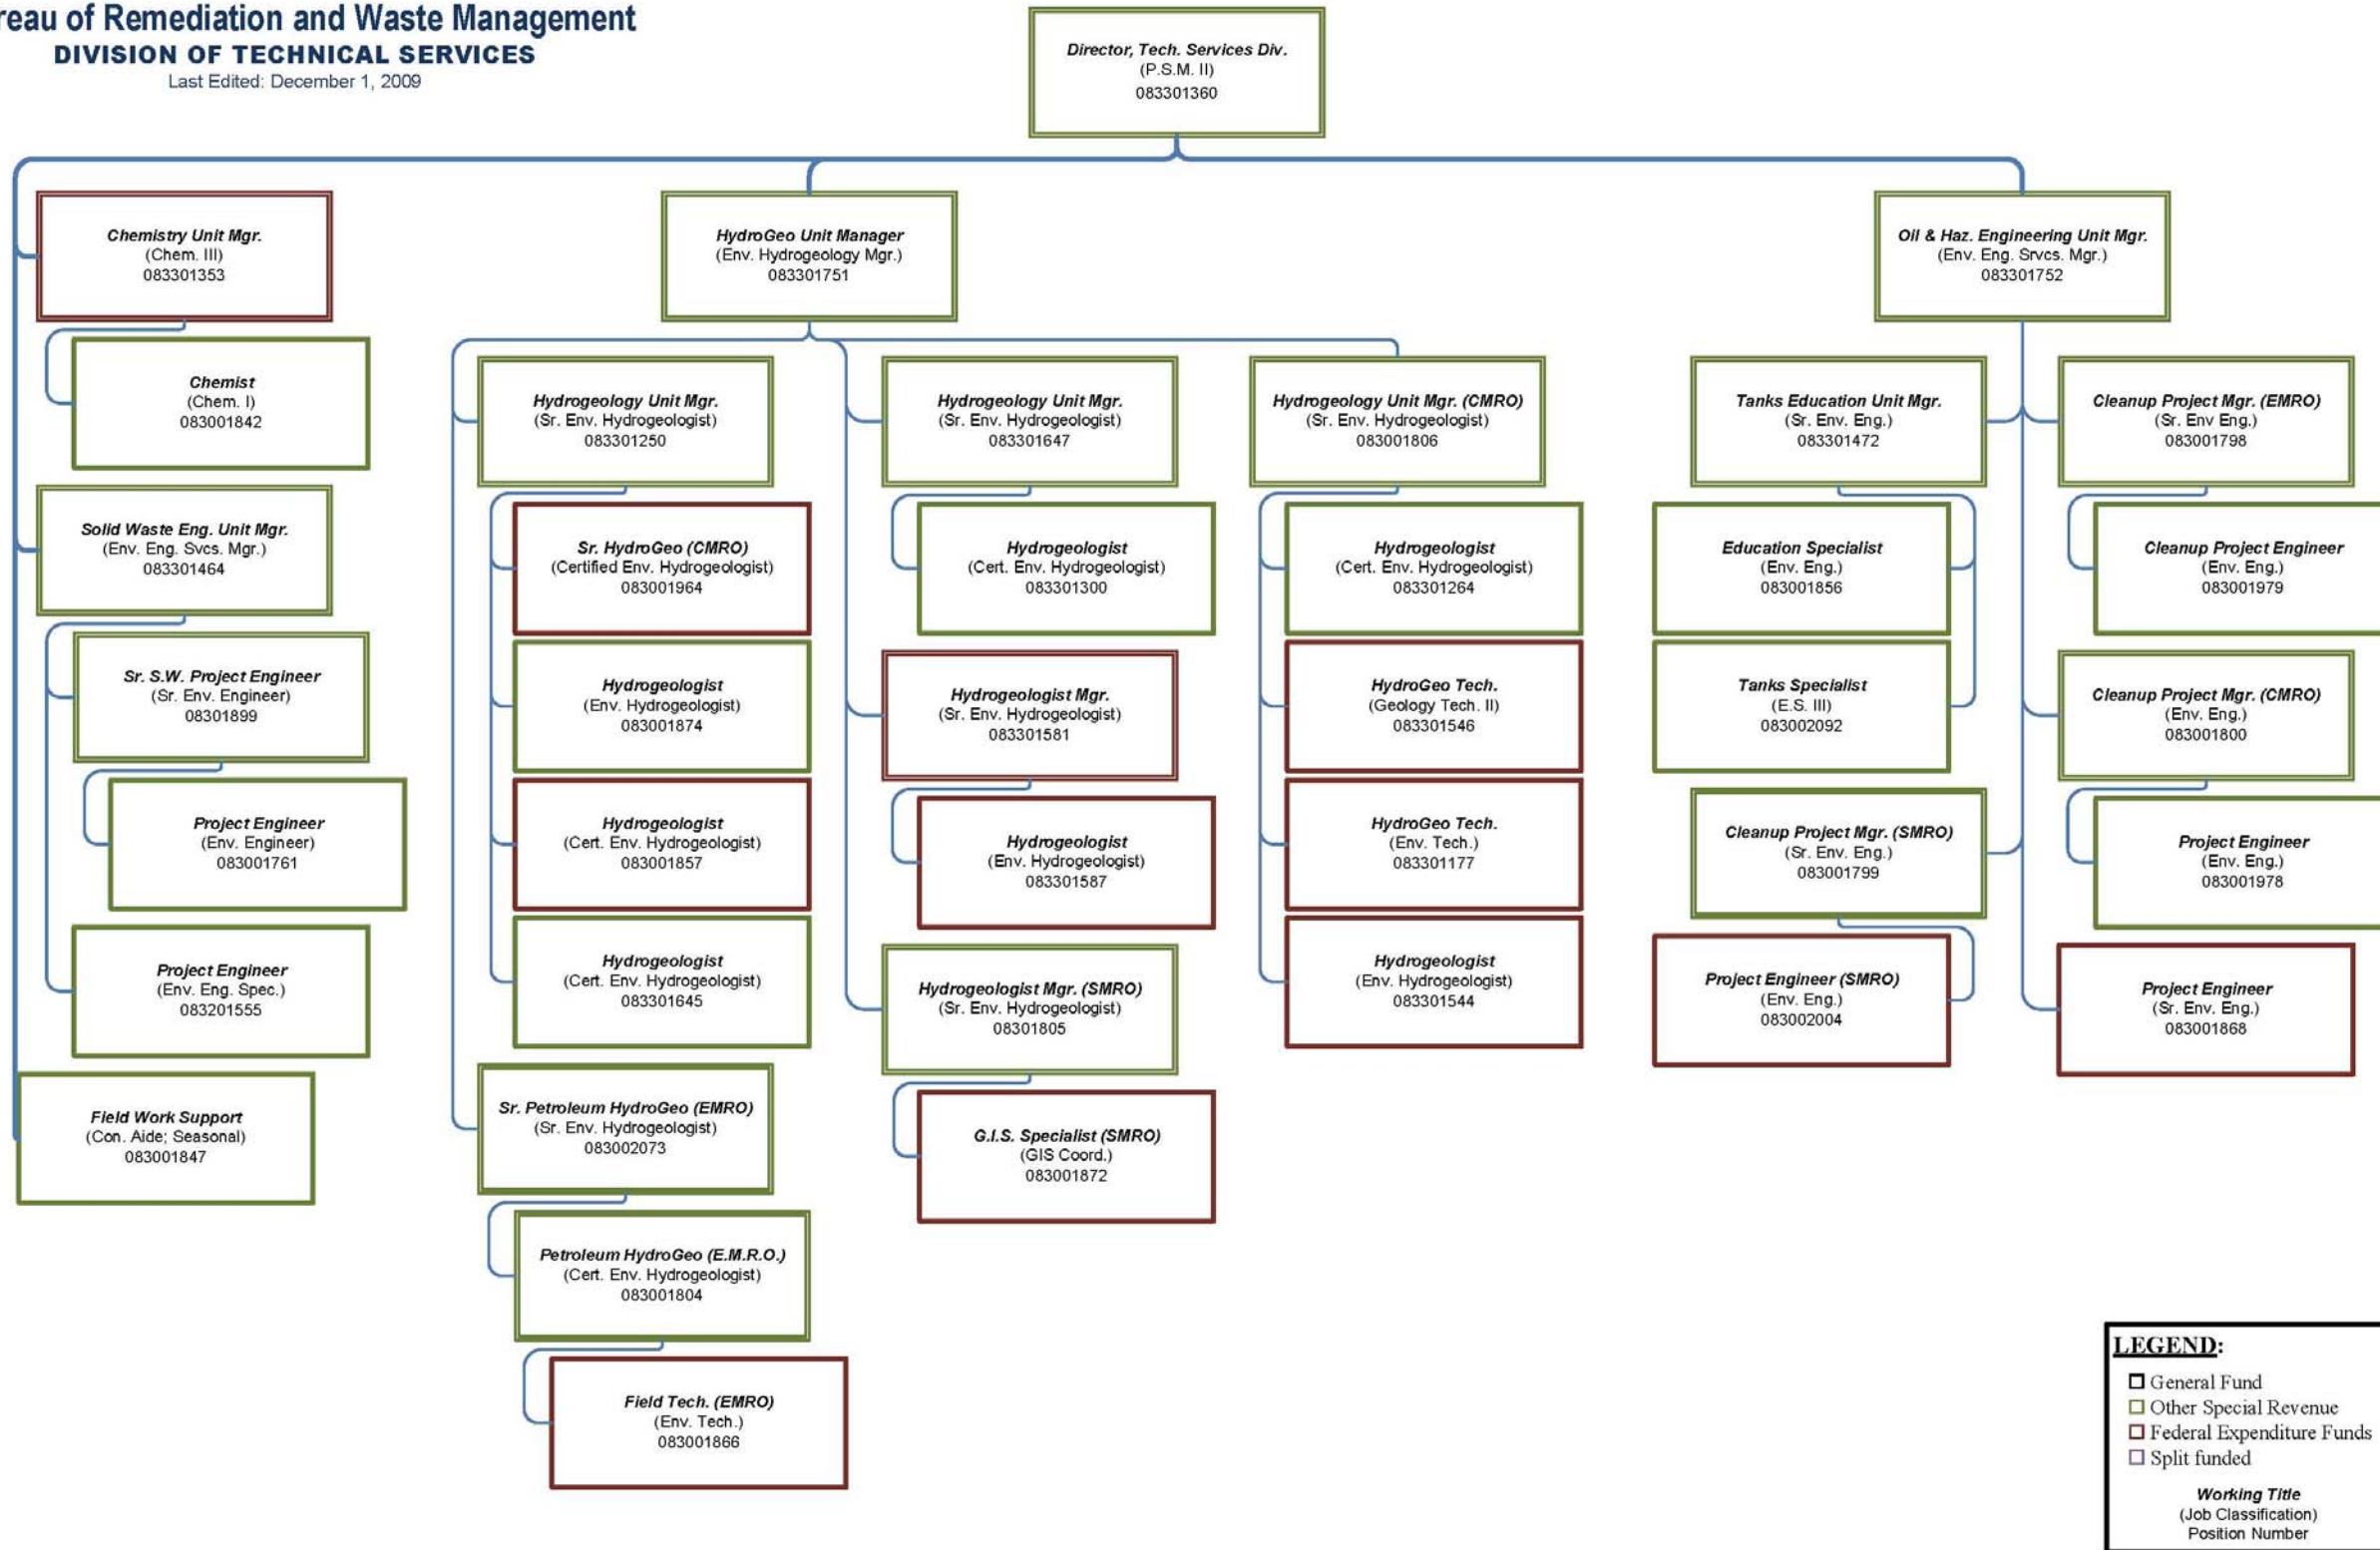 reau of Remediation and Waste Management
DIVISION OF TECHNICAL SERVICES
Last Edited: December 1, 2009
Director, Tech. Services Div.
(P.S.M. II)
083301360
Chemistry Unit Mgr.
(Chem. III)
083301353
Chemist
(Chem. I)
083001842
Solid Waste Eng. Unit Mgr.
(Env. Eng. Svcs. Mgr.)
083301464
Sr. S.W. Project Engineer
(Sr. Env. Engineer)
08301899
Project Engineer
(Env. Engineer)
083001761
Project Engineer
(Env. Eng. Spec.)
083201555
Field Work Support
(Con. Aide; Seasonal)
083001847
HydroGeo Unit Manager
(Env. Hydrogeology Mgr.)
083301751
Hydrogeology Unit Mgr.
(Sr. Env. Hydrogeologist)
083301250
Sr. HydroGeo (CMRO)
(Certified Env. Hydrogeologist)
083001964
Hydrogeologist
(Env. Hydrogeologist)
083001874
Hydrogeologist
(Cert. Env. Hydrogeologist)
083001857
Hydrogeologist
(Cert. Env. Hydrogeologist)
083301645
Sr. Petroleum HydroGeo (EMRO)
(Sr. Env. Hydrogeologist)
083002073
Petroleum HydroGeo (E.M.R.O.)
(Cert. Env. Hydrogeologist)
083001804
Field Tech. (EMRO)
(Env. Tech.)
083001866
Hydrogeology Unit Mgr.
(Sr. Env. Hydrogeologist)
083301647
Hydrogeologist
(Cert. Env. Hydrogeologist)
083301300
Hydrogeologist Mgr.
(Sr. Env. Hydrogeologist)
083301581
Hydrogeologist
(Env. Hydrogeologist)
083301587
Hydrogeologist Mgr. (SMRO)
(Sr. Env. Hydrogeologist)
08301805
G.I.S. Specialist (SMRO)
(GIS Coord.)
083001872
Hydrogeology Unit Mgr. (CMRO)
(Sr. Env. Hydrogeologist)
083001806
Hydrogeologist
(Cert. Env. Hydrogeologist)
083301264
HydroGeo Tech.
(Geology Tech. II)
083301546
HydroGeo Tech.
(Env. Tech.)
083301177
Hydrogeologist
(Env. Hydrogeologist)
083301544
Oil & Haz. Engineering Unit Mgr.
(Env. Eng. Srvcs. Mgr.)
083301752
Tanks Education Unit Mgr.
(Sr. Env. Eng.)
083301472
Education Specialist
(Env. Eng.)
083001856
Tanks Specialist
(E.S. III)
083002092
Cleanup Project Mgr. (SMRO)
(Sr. Env. Eng.)
083001799
Project Engineer (SMRO)
(Env. Eng.)
083002004
Cleanup Project Mgr. (EMRO)
(Sr. Env Eng.)
083001798
Cleanup Project Engineer
(Env. Eng.)
083001979
Cleanup Project Mgr. (CMRO)
(Env. Eng.)
083001800
Project Engineer
(Env. Eng.)
083001978
Project Engineer
(Sr. Env. Eng.)
083001868
LEGEND:
General Fund
Other Special Revenue
Federal Expenditure Funds
Split funded
Working Title
(Job Classification)
Position Number